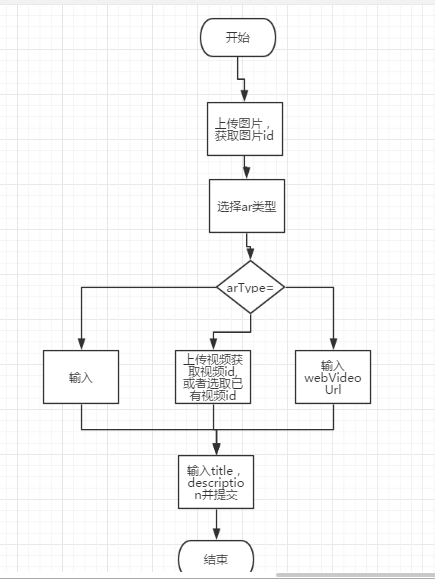 开始
上传图片，
获取图片id
选择ar类型
arType=
输入
上传视频获
取视频id,
或者选取已
有视频id
输入
webVideo
Url
输入title，
descriptio
n并提交
结束